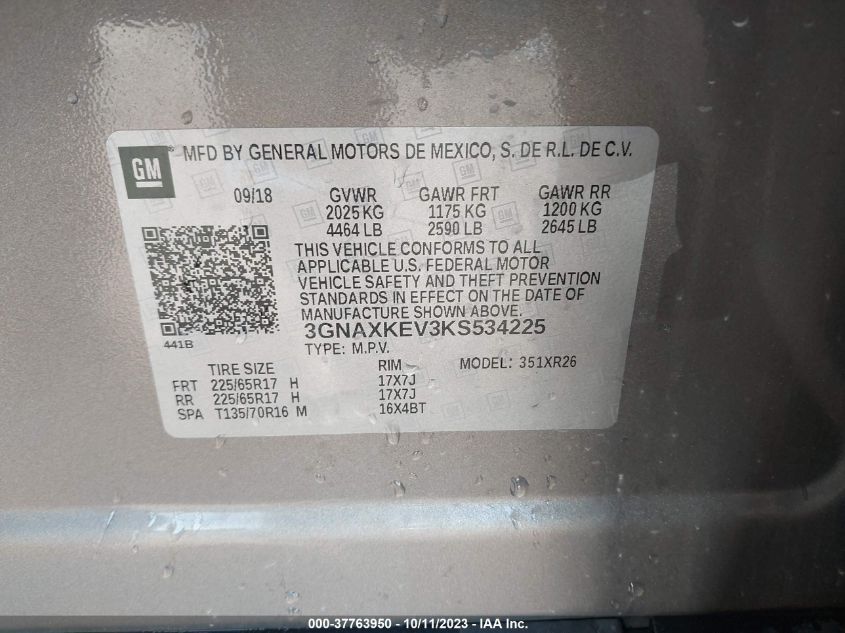 GM ® MFD BY GENERAL MOTORS DE MEXICO, S. DE R.L. DE C.V.
09/18 GVWR GAWR FRT GAWR RR
2025 KG 1175 KG 1200 KG
4464 LB 2590 LB 2645 LB
THIS VEHICLE CONFORMS TO ALL
APPLICABLE U.S. FEDERAL MOTOR
VEHICLE SAFETY AND THEFT PREVENTION
STANDARDS IN EFFECT ON THE DATE OF
MANUFACTURE SHOWN ABOVE.
3GNAXKEV3KS534225
441B
TYPE: M.P.V. MODEL: 351XR26
TIRE SIZE RIM
FRT 225/65R17 H 17X7J
RR 225/65R17 H 17X7J
SPA T135/70R16 M 16X4BT
000-37763950 - 10/11/2023 - IAA Inc.